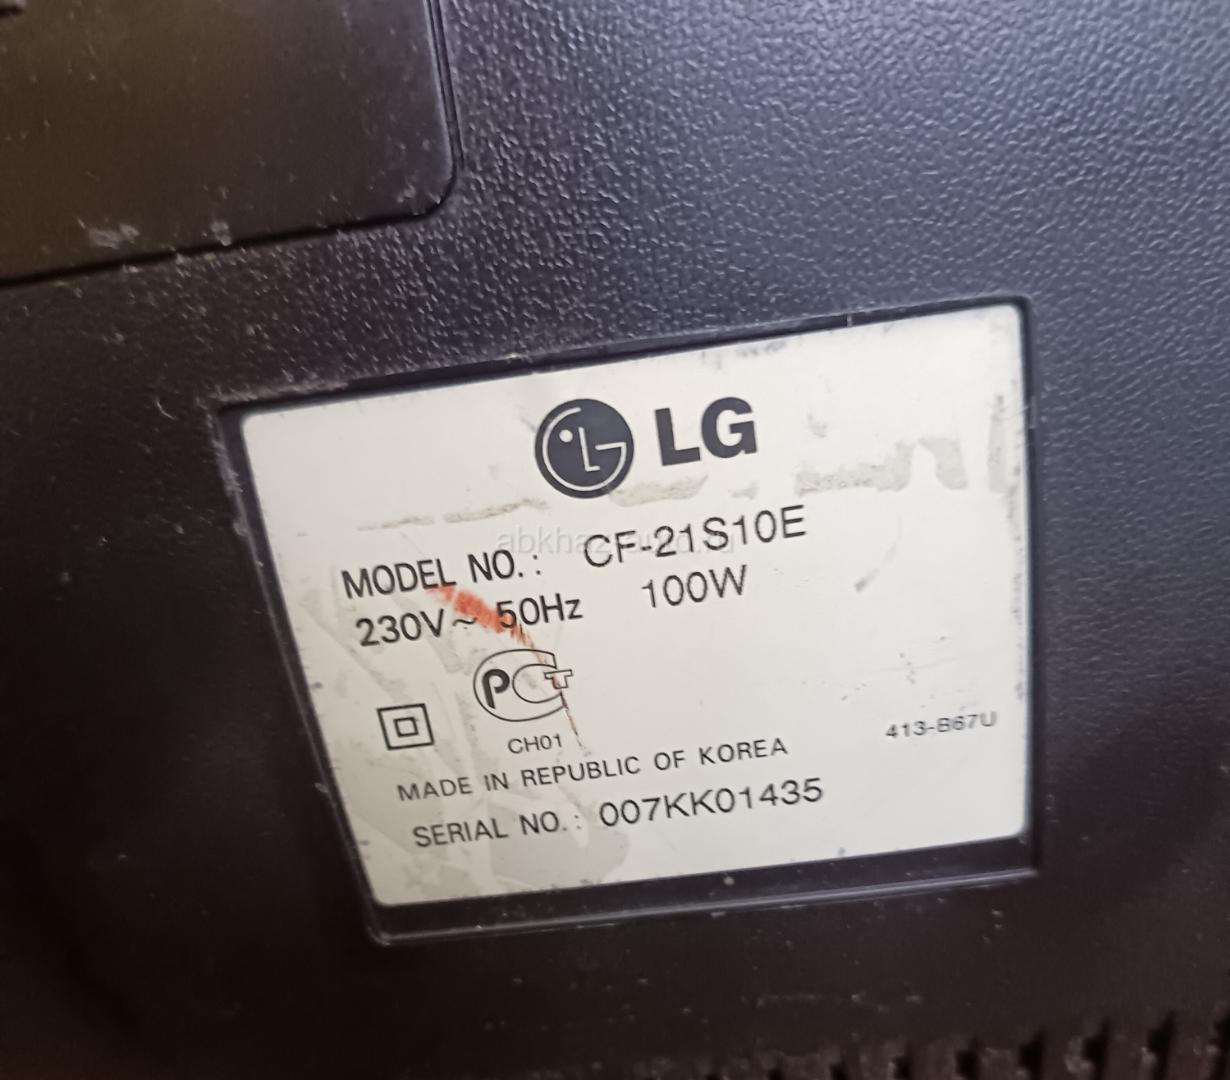 LG
MODEL NO.: CF-21S10E
230V~ 50Hz 100W
PCT
CH01
413-B67U
MADE IN REPUBLIC OF KOREA
SERIAL NO.: 007KK01435